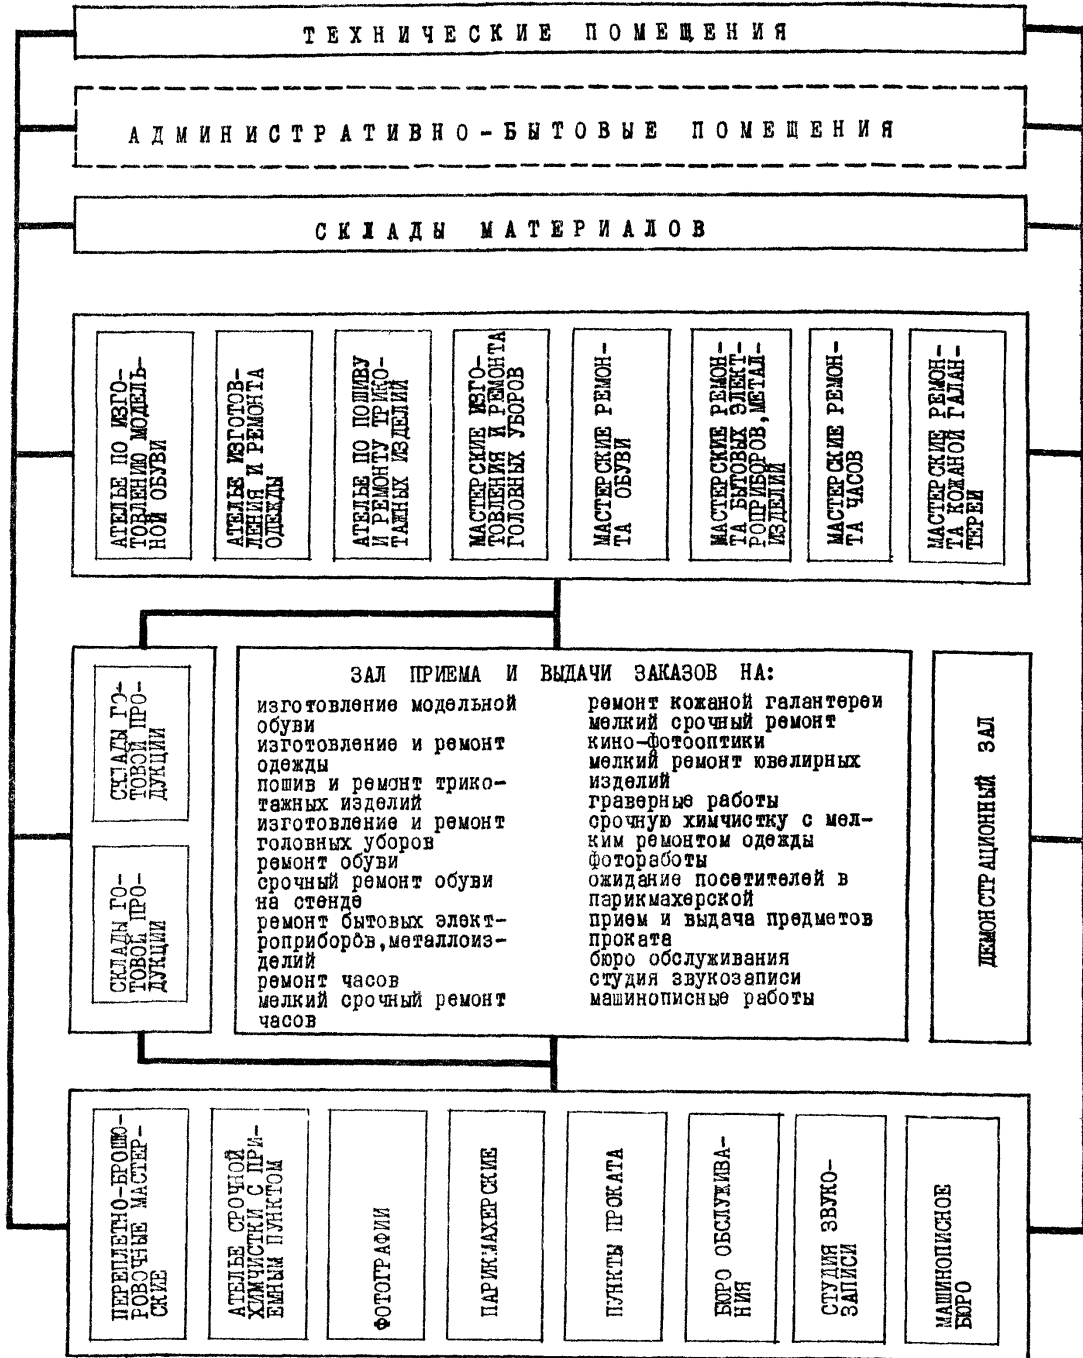 ТЕХНИЧЕСКИЕ ПОМЕЩЕНИЯ
АДМИНИСТРАТИВНО-БЫТОВЫЕ ПОМЕЩЕНИЯ
СКЛАДЫ МАТЕРИАЛОВ
АТЕЛЬЕ ПО ИЗГО-
ТОВЛЕНИЮ МОДЕЛЬ-
НОЙ ОБУВИ
АТЕЛЬЕ ИЗГОТОВ-
ЛЕНИЯ И РЕМОНТА
ОДЕЖДЫ
АТЕЛЬЕ ПО ПОШИВУ
И РЕМОНТУ ТРИКО-
ТАЖНЫХ ИЗДЕЛИЙ
МАСТЕРСКИЕ ИЗГО-
ТОВЛЕНИЯ И РЕМОНТА
ГОЛОВНЫХ УБОРОВ
МАСТЕРСКИЕ РЕМОН-
ТА ОБУВИ
МАСТЕРСКИЕ РЕМОН-
ТА БЫТОВЫХ ЭЛЕКТ-
РОПРИБОРОВ, МЕТАЛ-
ИЗДЕЛИЙ
МАСТЕРСКИЕ РЕМОН-
ТА ЧАСОВ
МАСТЕРСКИЕ РЕМОН-
ТА КОЖАНОЙ ГАЛАН-
ТЕРЕИ
СКЛАДЫ ГО-
ТОВОЙ ПРО-
ДУКЦИИ
СКЛАДЫ ГО-
ТОВОЙ ПРО-
ДУКЦИИ
ЗАЛ ПРИЕМА И ВЫДАЧИ ЗАКАЗОВ НА:
изготовление модельной
обуви
изготовление и ремонт
одежды
пошив и ремонт трико-
тажных изделий
изготовление и ремонт
головных уборов
ремонт обуви
срочный ремонт обуви
на стенде
ремонт бытовых элект-
роприборов, металлоиз-
делий
ремонт часов
мелкий срочный ремонт
часов
ремонт кожаной галантереи
мелкий срочный ремонт
кино-фотооптики
мелкий ремонт ювелирных
изделий
граверные работы
срочную химчистку с мел-
ким ремонтом одежды
фотоработы
ожидание посетителей в
парикмахерской
прием и выдача предметов
проката
бюро обслуживания
студия звукозаписи
машинописные работы
ДЕМОНСТРАЦИОННЫЙ ЗАЛ
ПЕРЕПЛЕТНО-БРОШЮ-
РОВОЧНЫЕ МАСТЕР-
СКИЕ
АТЕЛЬЕ СРОЧНОЙ
ХИМЧИСТКИ С ПРИ-
ЕМНЫМ ПУНКТОМ
ФОТОГРАФИИ
ПАРИКМАХЕРСКИЕ
ПУНКТЫ ПРОКАТА
БЮРО ОБСЛУЖИВА-
НИЯ
СТУДИЯ ЗВУКО-
ЗАПИСИ
МАШИНОПИСНОЕ
БЮРО